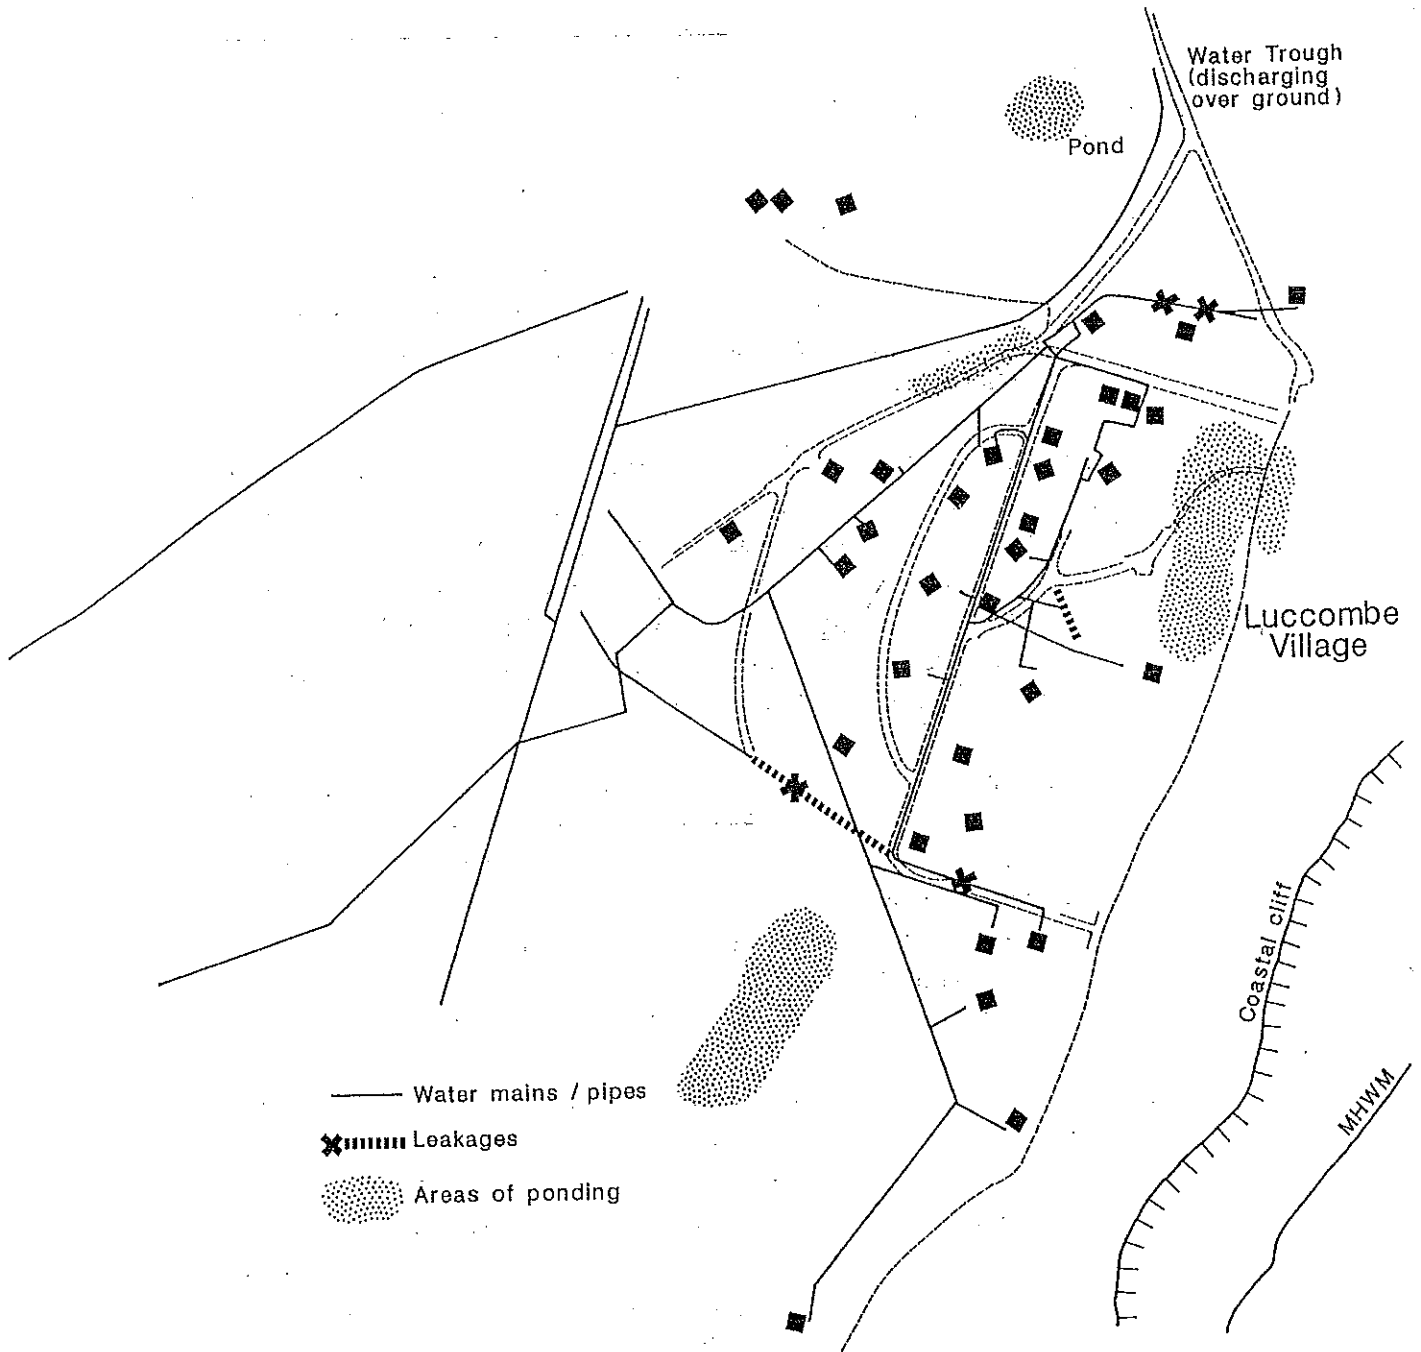 Water Trough
(discharging
over ground)
Pond
Luccombe
Village
Coastal cliff
MHWM
Water mains / pipes
Leakages
Areas of ponding